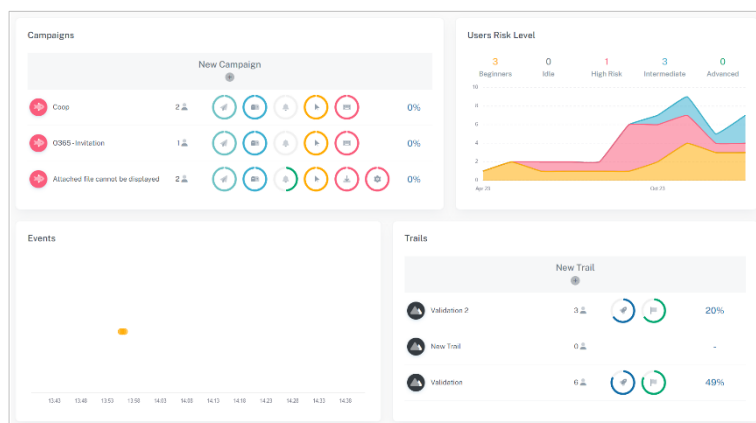 Campaigns
New Campaign
Coop 2 0%
O365-Invitation 1 0%
Attached file cannot be displayed 2 0%
Users Risk Level
3 0 1 3 0
Beginners Idle High Risk Intermediate Advanced
10
8
6
4
2
0
Apr 23 Oct 23
Events
13:43 13:48 13:53 13:58 14:03 14:08 14:13 14:18 14:23 14:28 14:33 14:38
Trails
New Trail
Validation 2 3 20%
New Trail 0 -
Validation 6 49%